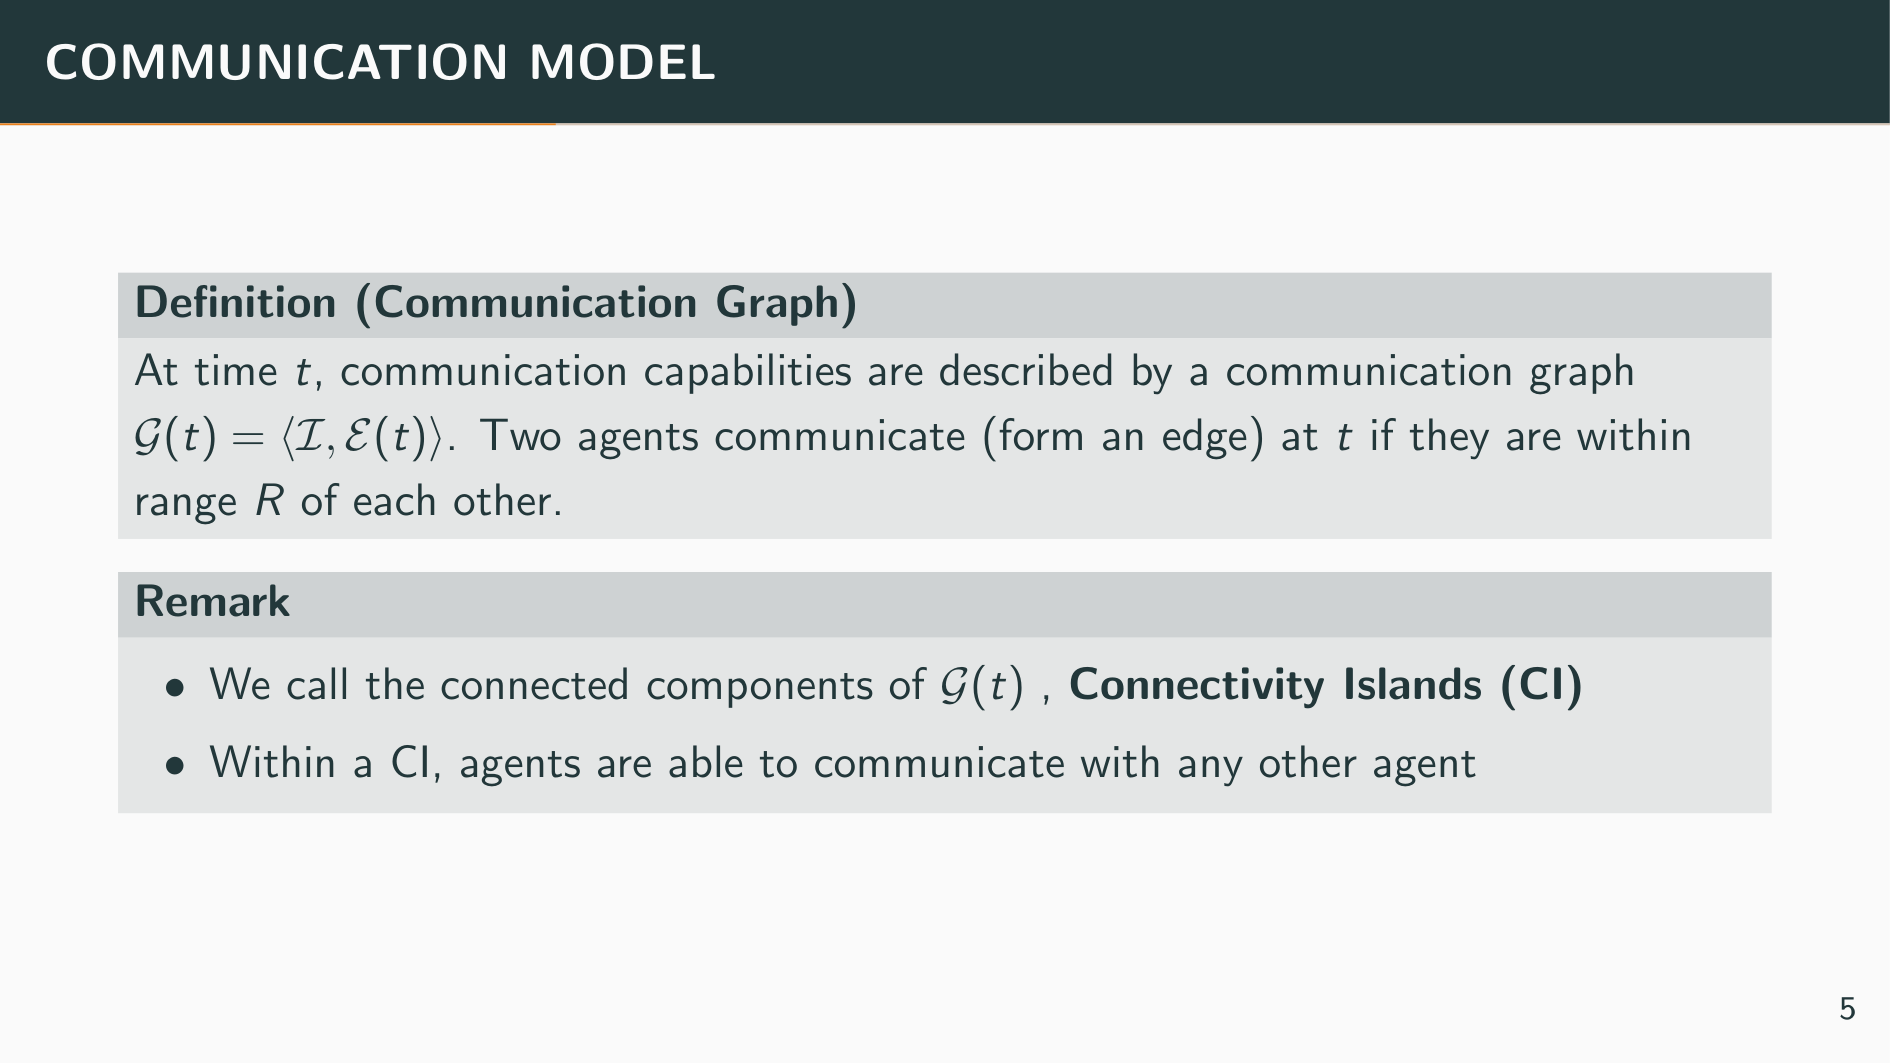 COMMUNICATION MODEL
Definition (Communication Graph)
At time t, communication capabilities are described by a communication graph
𝒢(t) = ⟨ℐ, ℰ(t)⟩. Two agents communicate (form an edge) at t if they are within
range R of each other.
Remark
• We call the connected components of 𝒢(t) , Connectivity Islands (CI)
• Within a CI, agents are able to communicate with any other agent
5